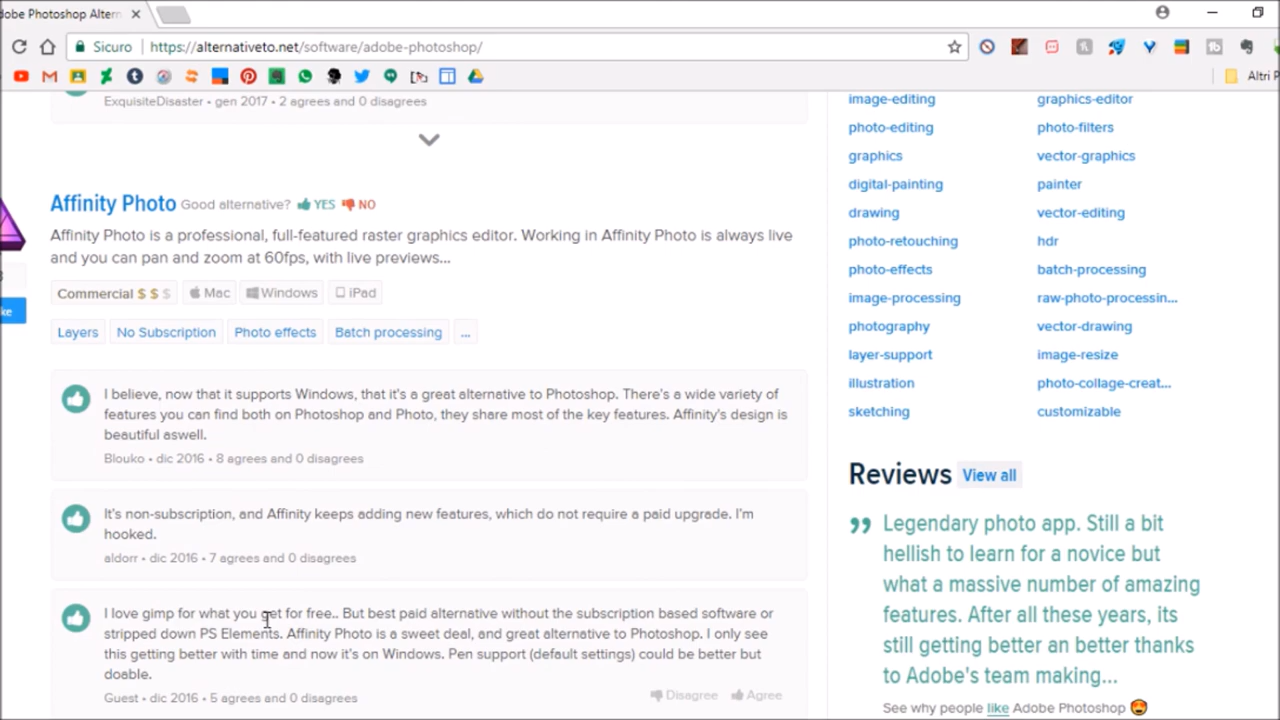 dobe Photoshop Altern
Sicuro https://alternativeto.net/software/adobe-photoshop/
Altri P
ExquisiteDisaster • gen 2017 • 2 agrees and 0 disagrees
Affinity Photo Good alternative? YES NO
Affinity Photo is a professional, full-featured raster graphics editor. Working in Affinity Photo is always live
and you can pan and zoom at 60fps, with live previews...
Commercial $ $ $ Mac Windows iPad
ke
Layers No Subscription Photo effects Batch processing ...
I believe, now that it supports Windows, that it's a great alternative to Photoshop. There's a wide variety of
features you can find both on Photoshop and Photo, they share most of the key features. Affinity's design is
beautiful aswell.
Blouko • dic 2016 • 8 agrees and 0 disagrees
It's non-subscription, and Affinity keeps adding new features, which do not require a paid upgrade. I'm
hooked.
aldorr • dic 2016 • 7 agrees and 0 disagrees
I love gimp for what you get for free.. But best paid alternative without the subscription based software or
stripped down PS Elements. Affinity Photo is a sweet deal, and great alternative to Photoshop. I only see
this getting better with time and now it's on Windows. Pen support (default settings) could be better but
doable.
Guest • dic 2016 • 5 agrees and 0 disagrees Disagree Agree
image-editing graphics-editor
photo-editing photo-filters
graphics vector-graphics
digital-painting painter
drawing vector-editing
photo-retouching hdr
photo-effects batch-processing
image-processing raw-photo-processin...
photography vector-drawing
layer-support image-resize
illustration photo-collage-creat...
sketching customizable
Reviews View all
Legendary photo app. Still a bit
hellish to learn for a novice but
what a massive number of amazing
features. After all these years, its
still getting better an better thanks
to Adobe's team making...
See why people like Adobe Photoshop